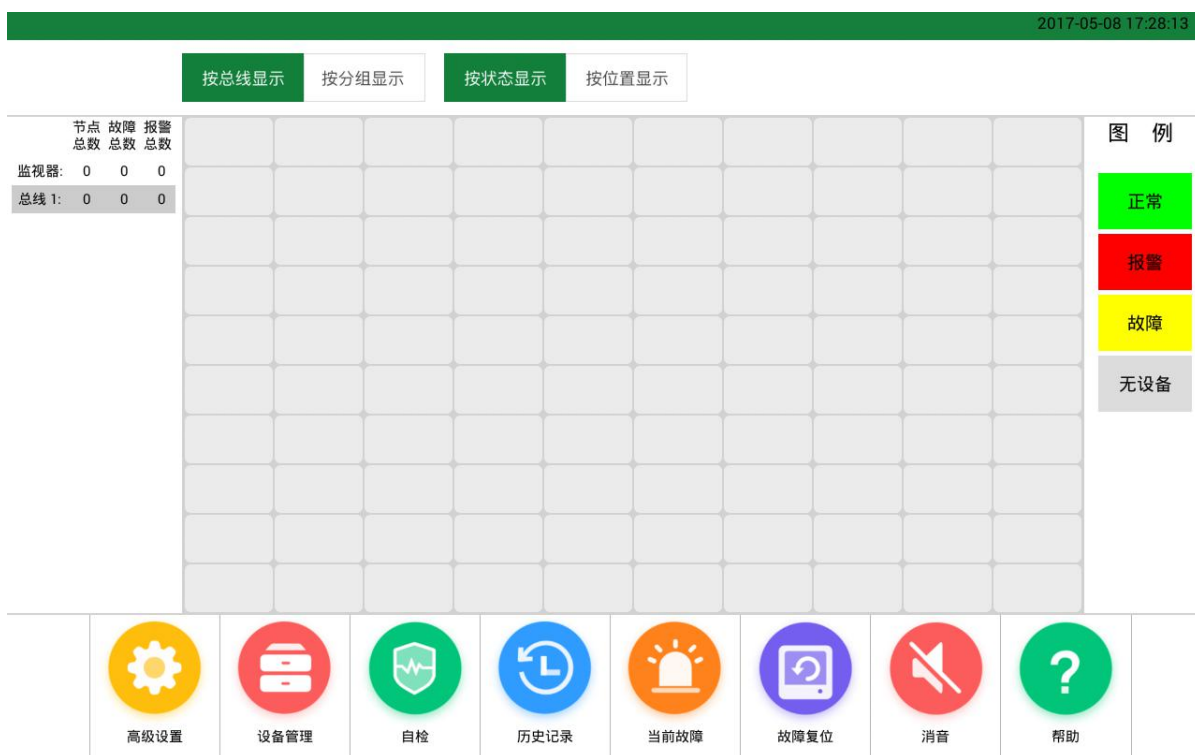 2017-05-08 17:28:13
按总线显示 按分组显示 按状态显示 按位置显示
节点 故障 报警
总数 总数 总数
监视器: 0 0 0
总线 1: 0 0 0
图 例
正常
报警
故障
无设备
高级设置 设备管理 自检 历史记录 当前故障 故障复位 消音 帮助